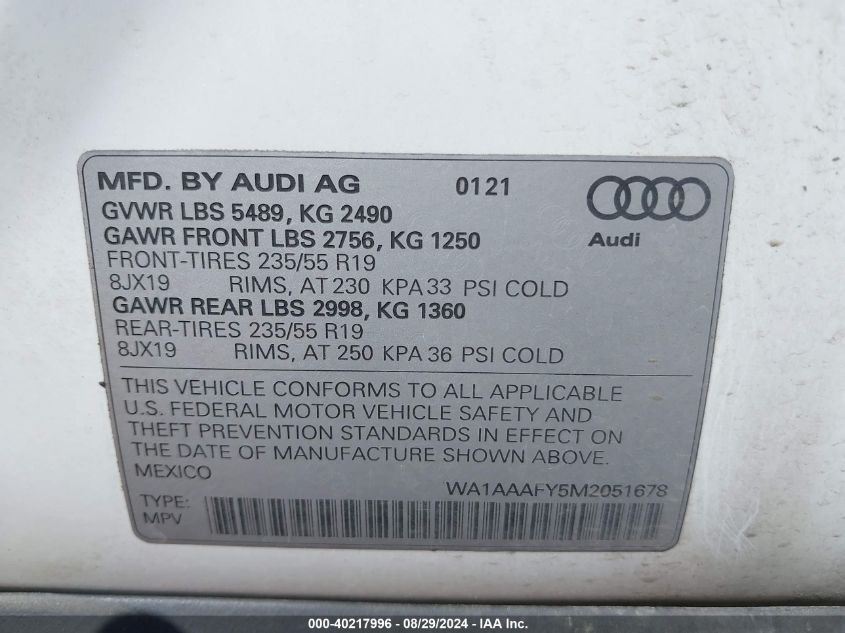 MFD. BY AUDI AG 0121
GVWR LBS 5489, KG 2490
GAWR FRONT LBS 2756, KG 1250
Audi
FRONT-TIRES 235/55 R19
8JX19 RIMS, AT 230 KPA 33 PSI COLD
GAWR REAR LBS 2998, KG 1360
REAR-TIRES 235/55 R19
8JX19 RIMS, AT 250 KPA 36 PSI COLD
THIS VEHICLE CONFORMS TO ALL APPLICABLE
U.S. FEDERAL MOTOR VEHICLE SAFETY AND
THEFT PREVENTION STANDARDS IN EFFECT ON
THE DATE OF MANUFACTURE SHOWN ABOVE.
MEXICO
WA1AAAFY5M2051678
TYPE:
MPV
000-40217996 - 08/29/2024 - IAAI Inc.